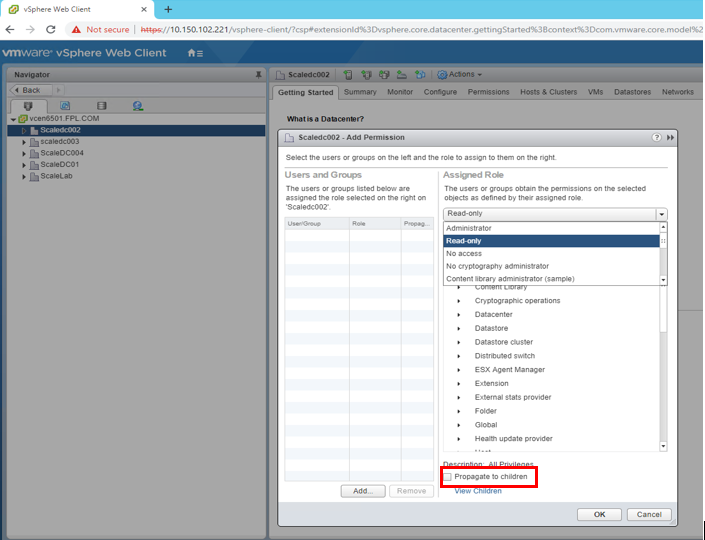 vSphere Web Client
Not secure
https://10.150.102.221/vsphere-client/?csp#extensionId%3Dvsphere.core.datacenter.gettingStarted%3Bcontext%3Dcom.vmware.core.model%2
vmware® vSphere Web Client
Navigator
Back
vcen6501.FPL.COM
Scaledc002
scaledc003
ScaleDC004
ScaleDC01
ScaleLab
Scaledc002
Actions
Getting Started
Summary
Monitor
Configure
Permissions
Hosts & Clusters
VMs
Datastores
Networks
What is a Datacenter?
Scaledc002 - Add Permission
Select the users or groups on the left and the role to assign to them on the right.
Users and Groups
The users or groups listed below are
assigned the role selected on the right on
'Scaledc002'.
User/Group
Role
Propag...
Add...
Remove
Assigned Role
The users or groups obtain the permissions on the selected
objects as defined by their assigned role.
Read-only
Administrator
Read-only
No access
No cryptography administrator
Content library administrator (sample)
Content Library
Cryptographic operations
Datacenter
Datastore
Datastore cluster
Distributed switch
ESX Agent Manager
Extension
External stats provider
Folder
Global
Health update provider
Host
Description: All Privileges
Propagate to children
View Children
OK
Cancel